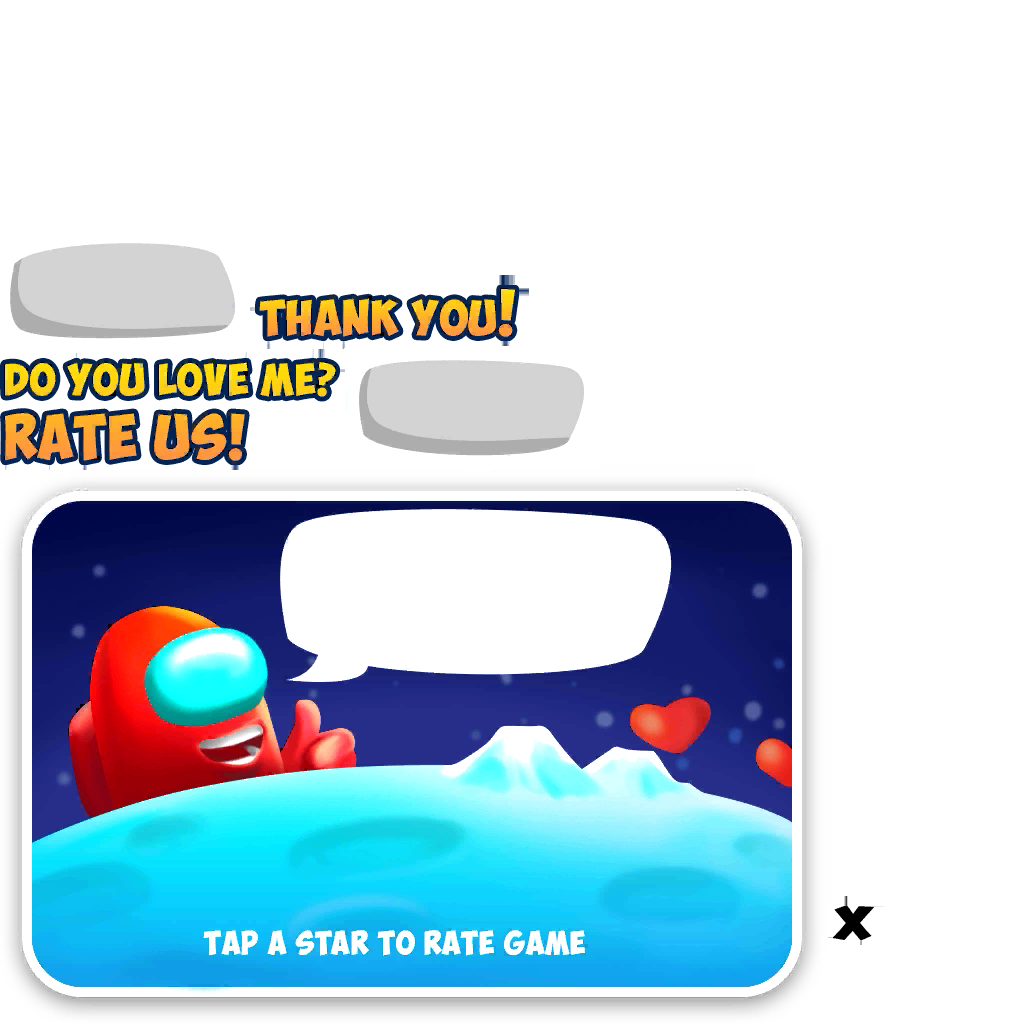 THANK YOU!
DO YOU LOVE ME?
RATE US!
TAP A STAR TO RATE GAME
X